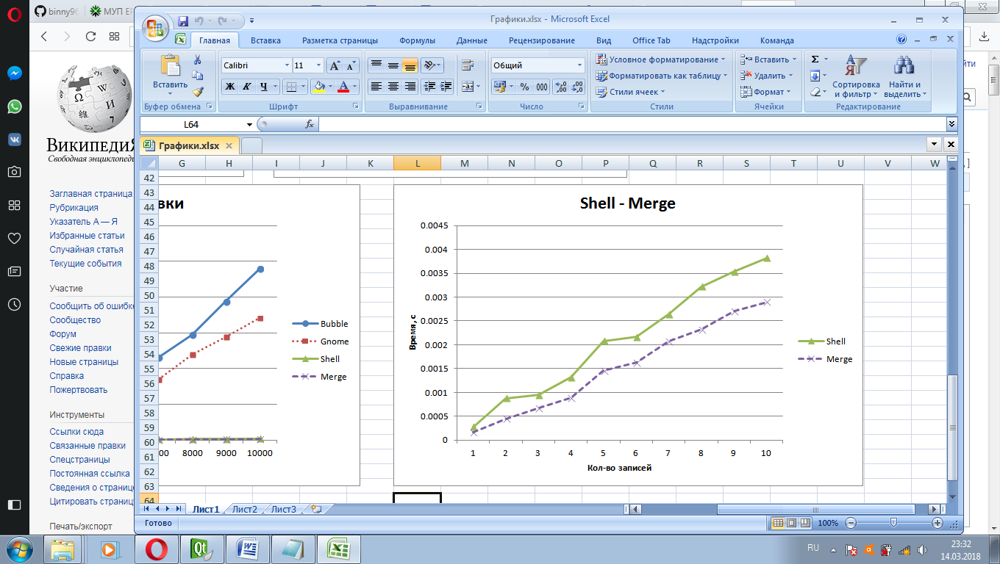 binny96
МУП ЕР
Графики.xlsx - Microsoft Excel
Главная Вставка Разметка страницы Формулы Данные Рецензирование Вид Office Tab Надстройки Команда
Calibri 11 Общий Условное форматирование Вставить Σ
Вставить Форматировать как таблицу Удалить Сортировка и фильтр Найти и выделить
Ж К Ч % 000 Стили ячеек Формат
Буфер обмена Шрифт Выравнивание Число Стили Ячейки Редактирование
L64 fx
Графики.xlsx
G H I J K L M N O P Q R S T U V W
42
43
44
45
46
47
48
49
50
51
52
53
54
55
56
57
58
59
60
61
62
63
64
ВикипедиЯ
Свободная энциклопедия
Заглавная страница
Рубрикация
Указатель А — Я
Избранные статьи
Случайная статья
Текущие события
Участие
Сообщить об ошибке
Сообщество
Форум
Свежие правки
Новые страницы
Справка
Пожертвовать
Инструменты
Ссылки сюда
Связанные правки
Спецстраницы
Постоянная ссылка
Сведения о странице
Цитировать страницу
Печать/экспорт
вки
Bubble
Gnome
Shell
Merge
00 8000 9000 10000
Shell - Merge
0.0045
0.004
0.0035
0.003
0.0025
0.002
0.0015
0.001
0.0005
0
Время, с
1 2 3 4 5 6 7 8 9 10
Кол-во записей
Shell
Merge
Лист1 Лист2 Лист3
Готово 100%
RU 23:32
14.03.2018